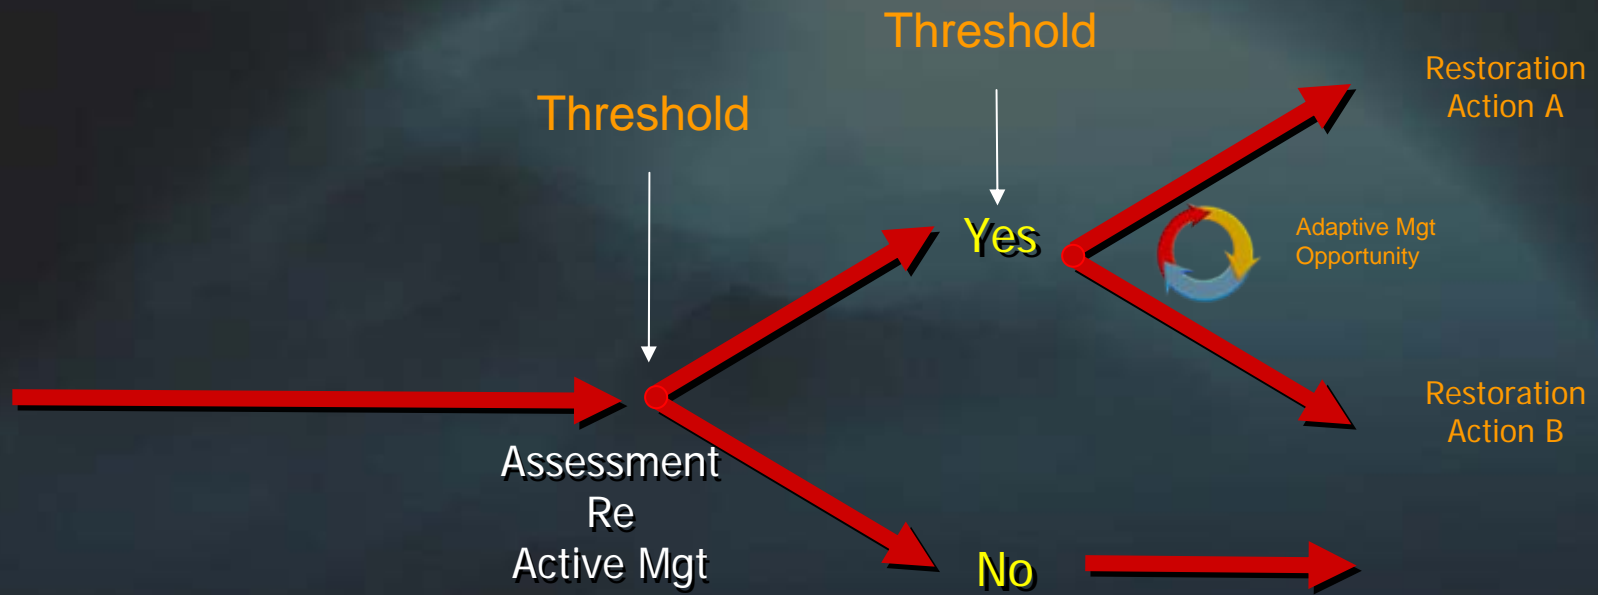 Threshold
Threshold
Restoration
Action A
Yes
Adaptive Mgt
Opportunity
Restoration
Action B
Assessment
Re
Active Mgt
No